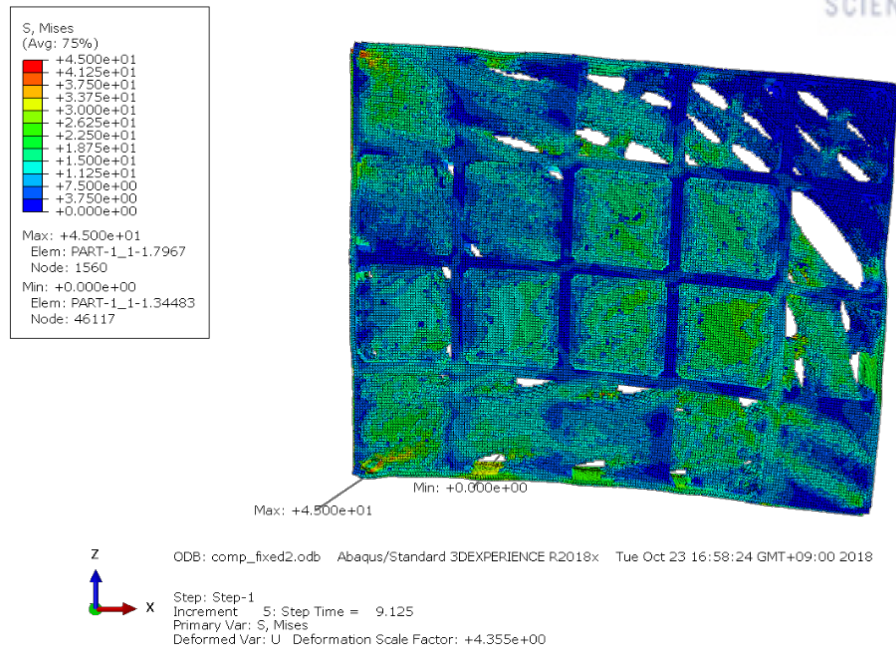 SCIEN
S, Mises
(Avg: 75%)
+4.500e+01
+4.125e+01
+3.750e+01
+3.375e+01
+3.000e+01
+2.625e+01
+2.250e+01
+1.875e+01
+1.500e+01
+1.125e+01
+7.500e+00
+3.750e+00
+0.000e+00
Max: +4.500e+01
Elem: PART-1_1-1.7967
Node: 1560
Min: +0.000e+00
Elem: PART-1_1-1.34483
Node: 46117
Min: +0.000e+00
Max: +4.500e+01
Z
X
ODB: comp_fixed2.odb Abaqus/Standard 3DEXPERIENCE R2018x Tue Oct 23 16:58:24 GMT+09:00 2018
Step: Step-1
Increment 5: Step Time = 9.125
Primary Var: S, Mises
Deformed Var: U Deformation Scale Factor: +4.355e+00